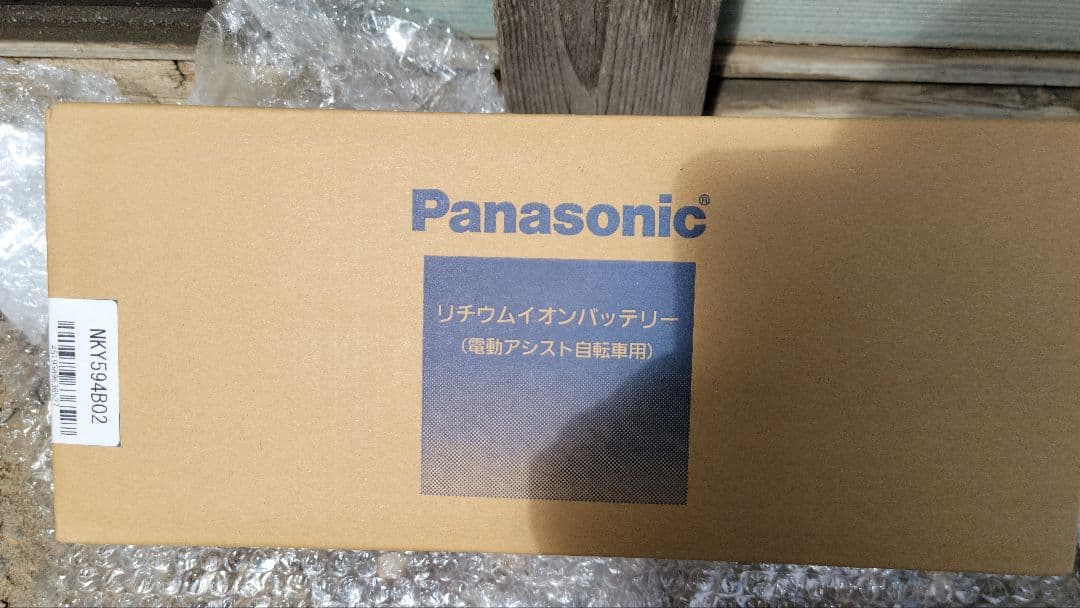 Panasonic®
リチウムイオンバッテリー
（電動アシスト自転車用）
NKY594B02